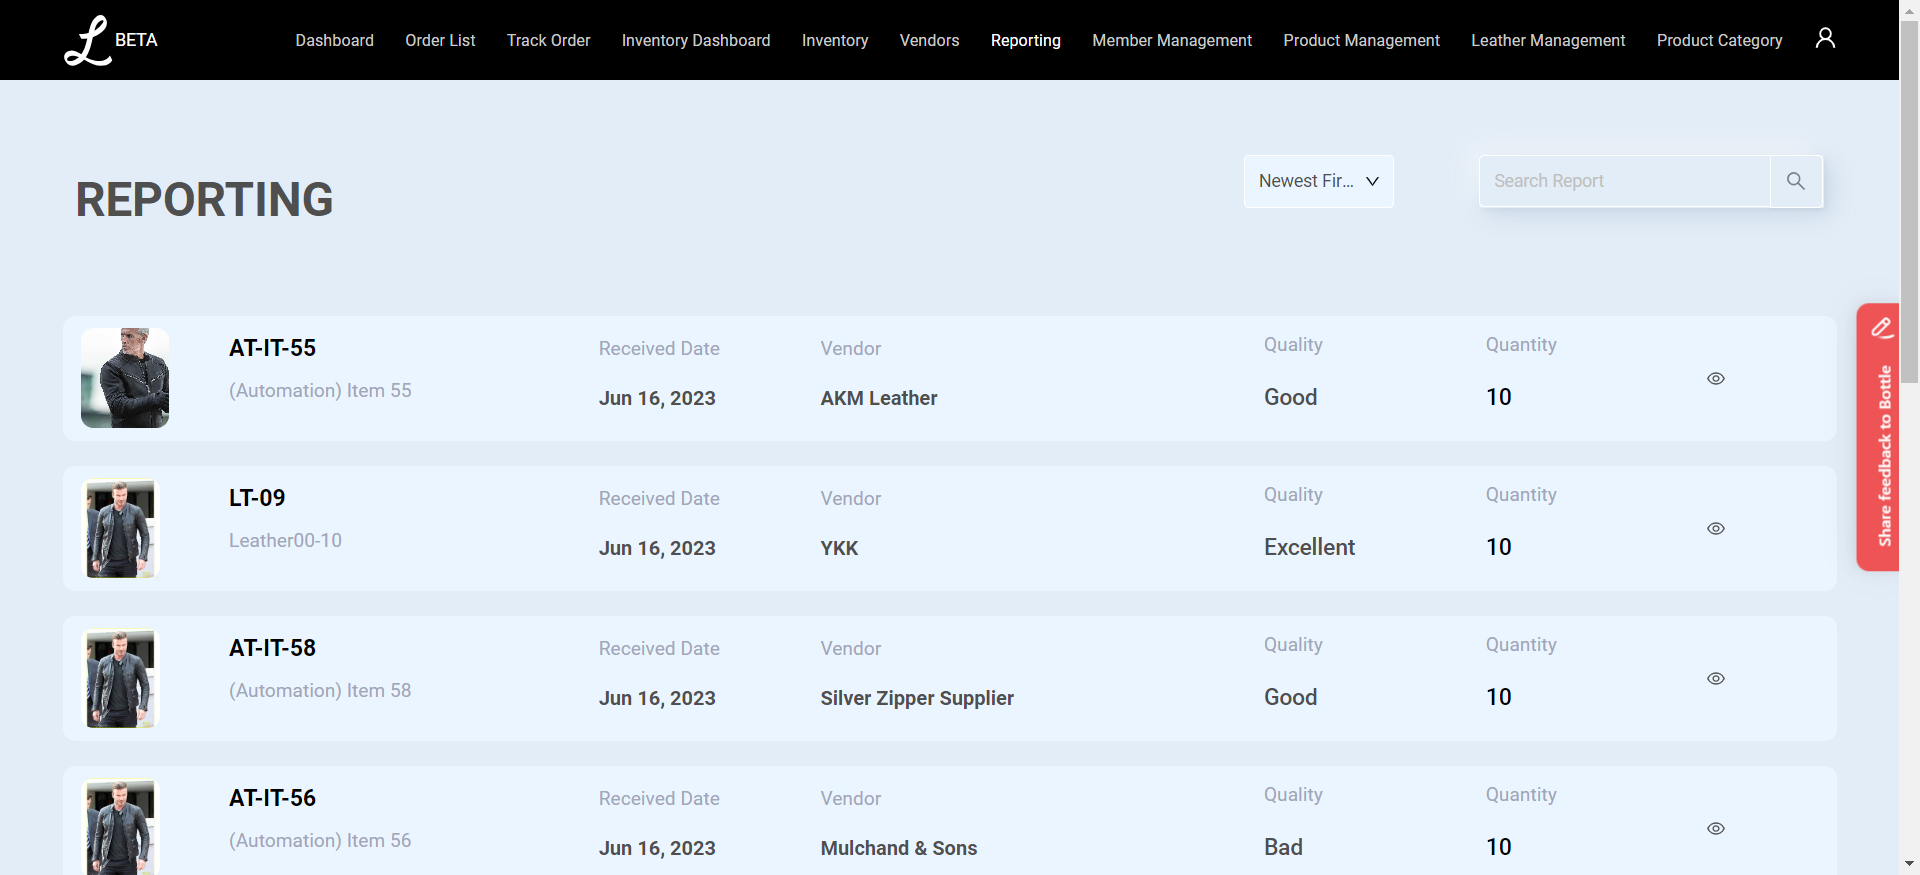 L BETA
Dashboard Order List Track Order Inventory Dashboard Inventory Vendors Reporting Member Management Product Management Leather Management Product Category
REPORTING
Newest Fir...
Search Report
AT-IT-55
(Automation) Item 55
Received Date
Jun 16, 2023
Vendor
AKM Leather
Quality
Good
Quantity
10
LT-09
Leather00-10
Received Date
Jun 16, 2023
Vendor
YKK
Quality
Excellent
Quantity
10
AT-IT-58
(Automation) Item 58
Received Date
Jun 16, 2023
Vendor
Silver Zipper Supplier
Quality
Good
Quantity
10
AT-IT-56
(Automation) Item 56
Received Date
Jun 16, 2023
Vendor
Mulchand & Sons
Quality
Bad
Quantity
10
Share feedback to Bottle